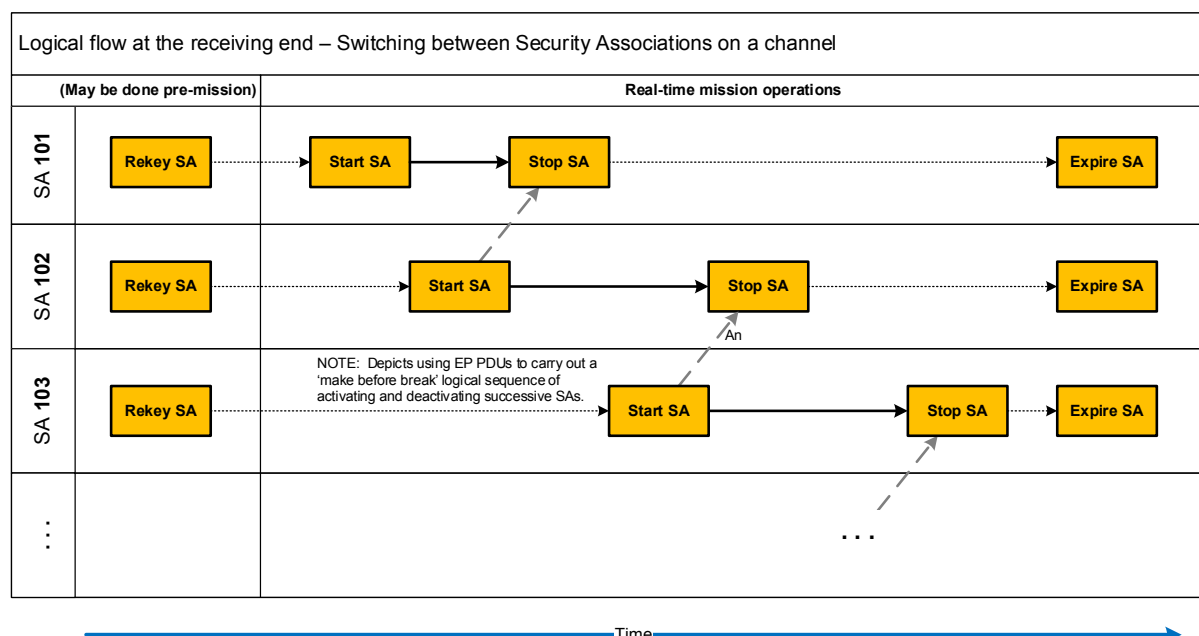 Logical flow at the receiving end – Switching between Security Associations on a channel
(May be done pre-mission)
Real-time mission operations
SA 101
Rekey SA
Start SA
Stop SA
Expire SA
SA 102
Rekey SA
Start SA
Stop SA
Expire SA
An
NOTE: Depicts using EP PDUs to carry out a
‘make before break’ logical sequence of
activating and deactivating successive SAs.
SA 103
Rekey SA
Start SA
Stop SA
Expire SA
. . .
. . .
Time